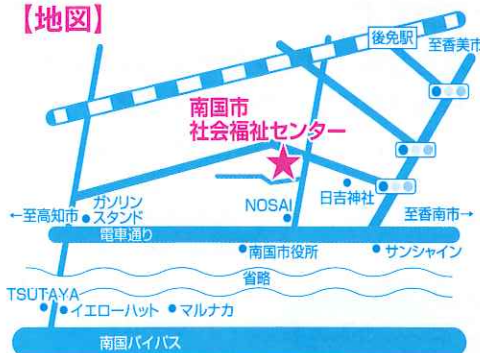 【地図】
後免駅
至香美市
南国市
社会福祉センター
ガソリン
スタンド
←至高知市
NOSAI
日吉神社
至香南市→
電車通り
南国市役所
サンシャイン
省略
TSUTAYA
イエローハット
マルナカ
南国バイパス